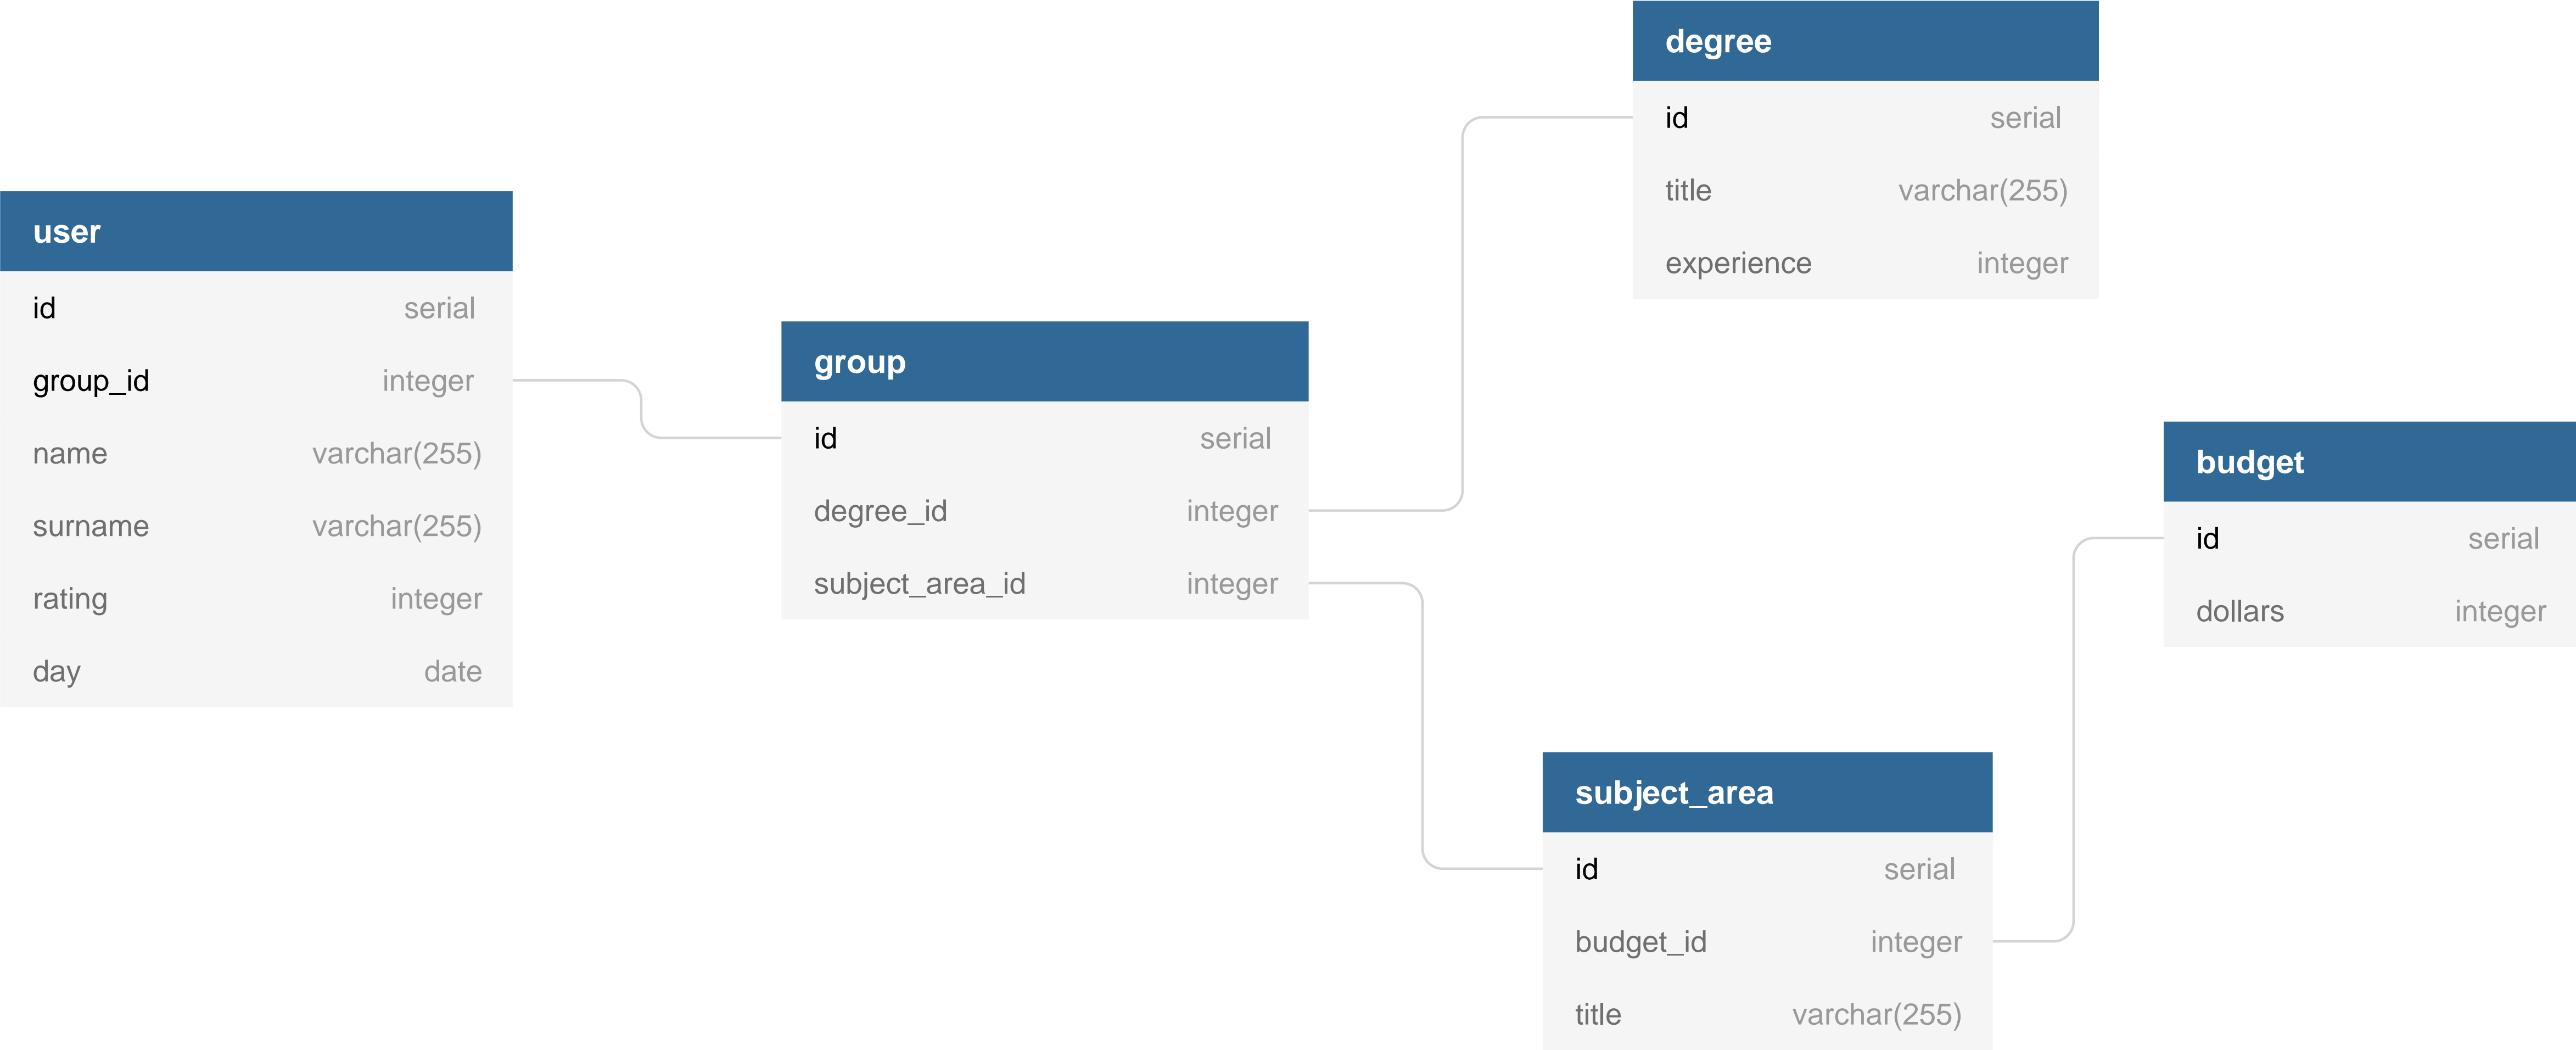 user
id serial
group_id integer
name varchar(255)
surname varchar(255)
rating integer
day date
group
id serial
degree_id integer
subject_area_id integer
degree
id serial
title varchar(255)
experience integer
subject_area
id serial
budget_id integer
title varchar(255)
budget
id serial
dollars integer